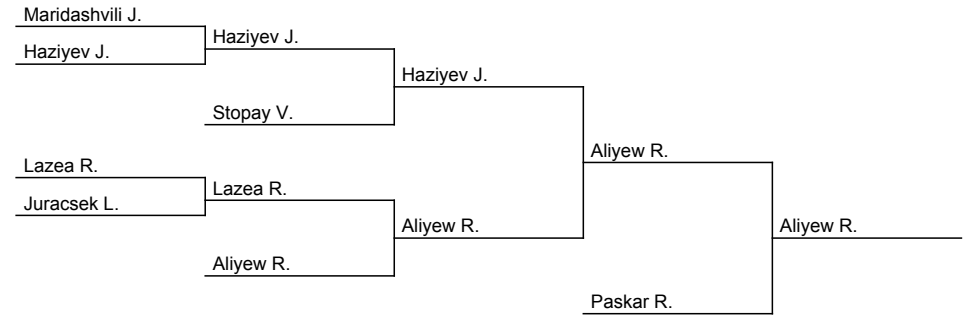 Maridashvili J.
Haziyev J.
Haziyev J.
Haziyev J.
Stopay V.
Aliyew R.
Lazea R.
Lazea R.
Juracsek L.
Aliyew R.
Aliyew R.
Aliyew R.
Paskar R.